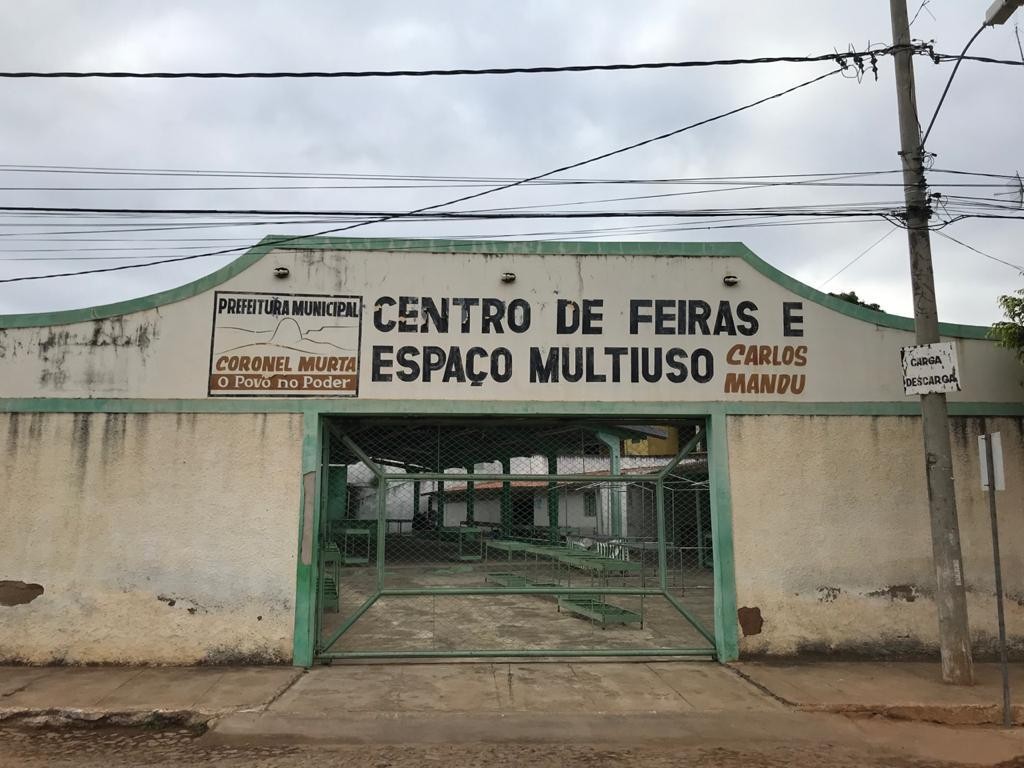 PREFEITURA MUNICIPAL
CORONEL MURTA
O Povo no Poder
CENTRO DE FEIRAS E
ESPAÇO MULTIUSO
CARLOS
MANDU
CARGA
DESCARGA